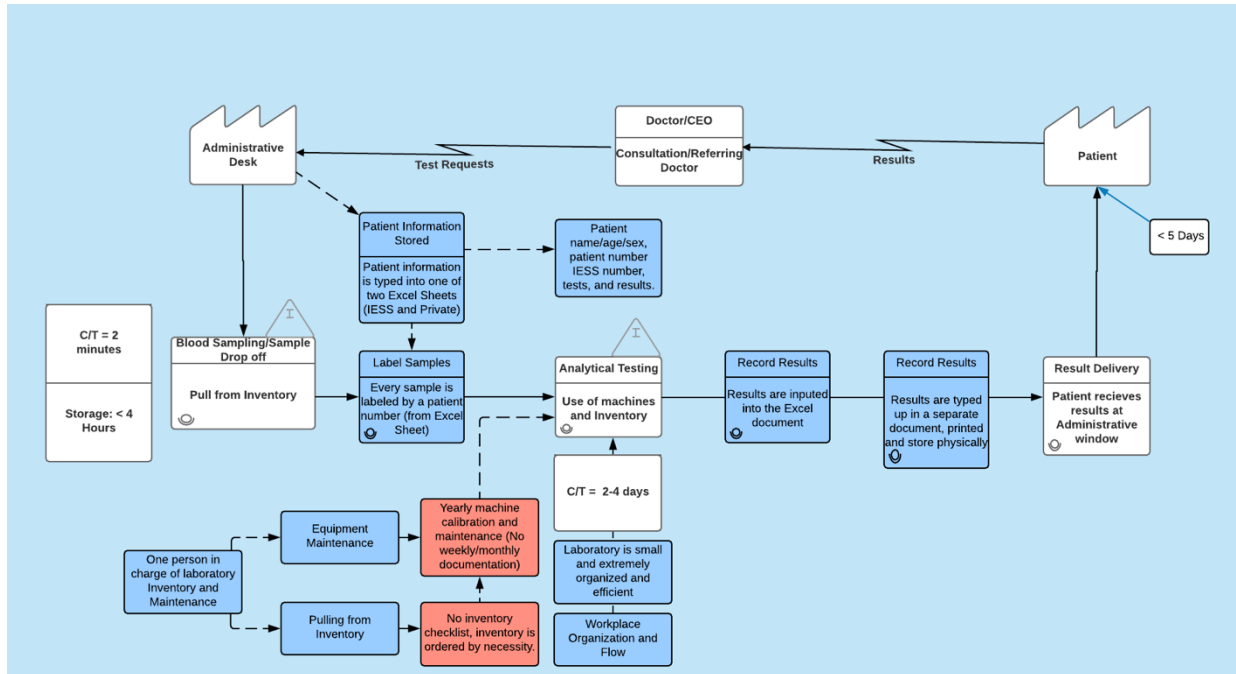 Administrative
Desk
Test Requests
Doctor/CEO
Consultation/Referring
Doctor
Results
Patient
< 5 Days
Patient Information
Stored
Patient information
is typed into one of
two Excel Sheets
(IESS and Private)
Patient
name/age/sex,
patient number
IESS number,
tests, and results.
C/T = 2
minutes
Storage: < 4
Hours
I
Blood Sampling/Sample
Drop off
Pull from Inventory
Label Samples
Every sample is
labeled by a patient
number (from Excel
Sheet)
I
Analytical Testing
Use of machines
and Inventory
Record Results
Results are inputed
into the Excel
document
Record Results
Results are typed
up in a separate
document, printed
and store physically
Result Delivery
Patient recieves
results at
Administrative
window
C/T = 2-4 days
Laboratory is small
and extremely
organized and
efficient
Workplace
Organization and
Flow
One person in
charge of laboratory
Inventory and
Maintenance
Equipment
Maintenance
Yearly machine
calibration and
maintenance (No
weekly/monthly
documentation)
Pulling from
Inventory
No inventory
checklist, inventory is
ordered by necessity.